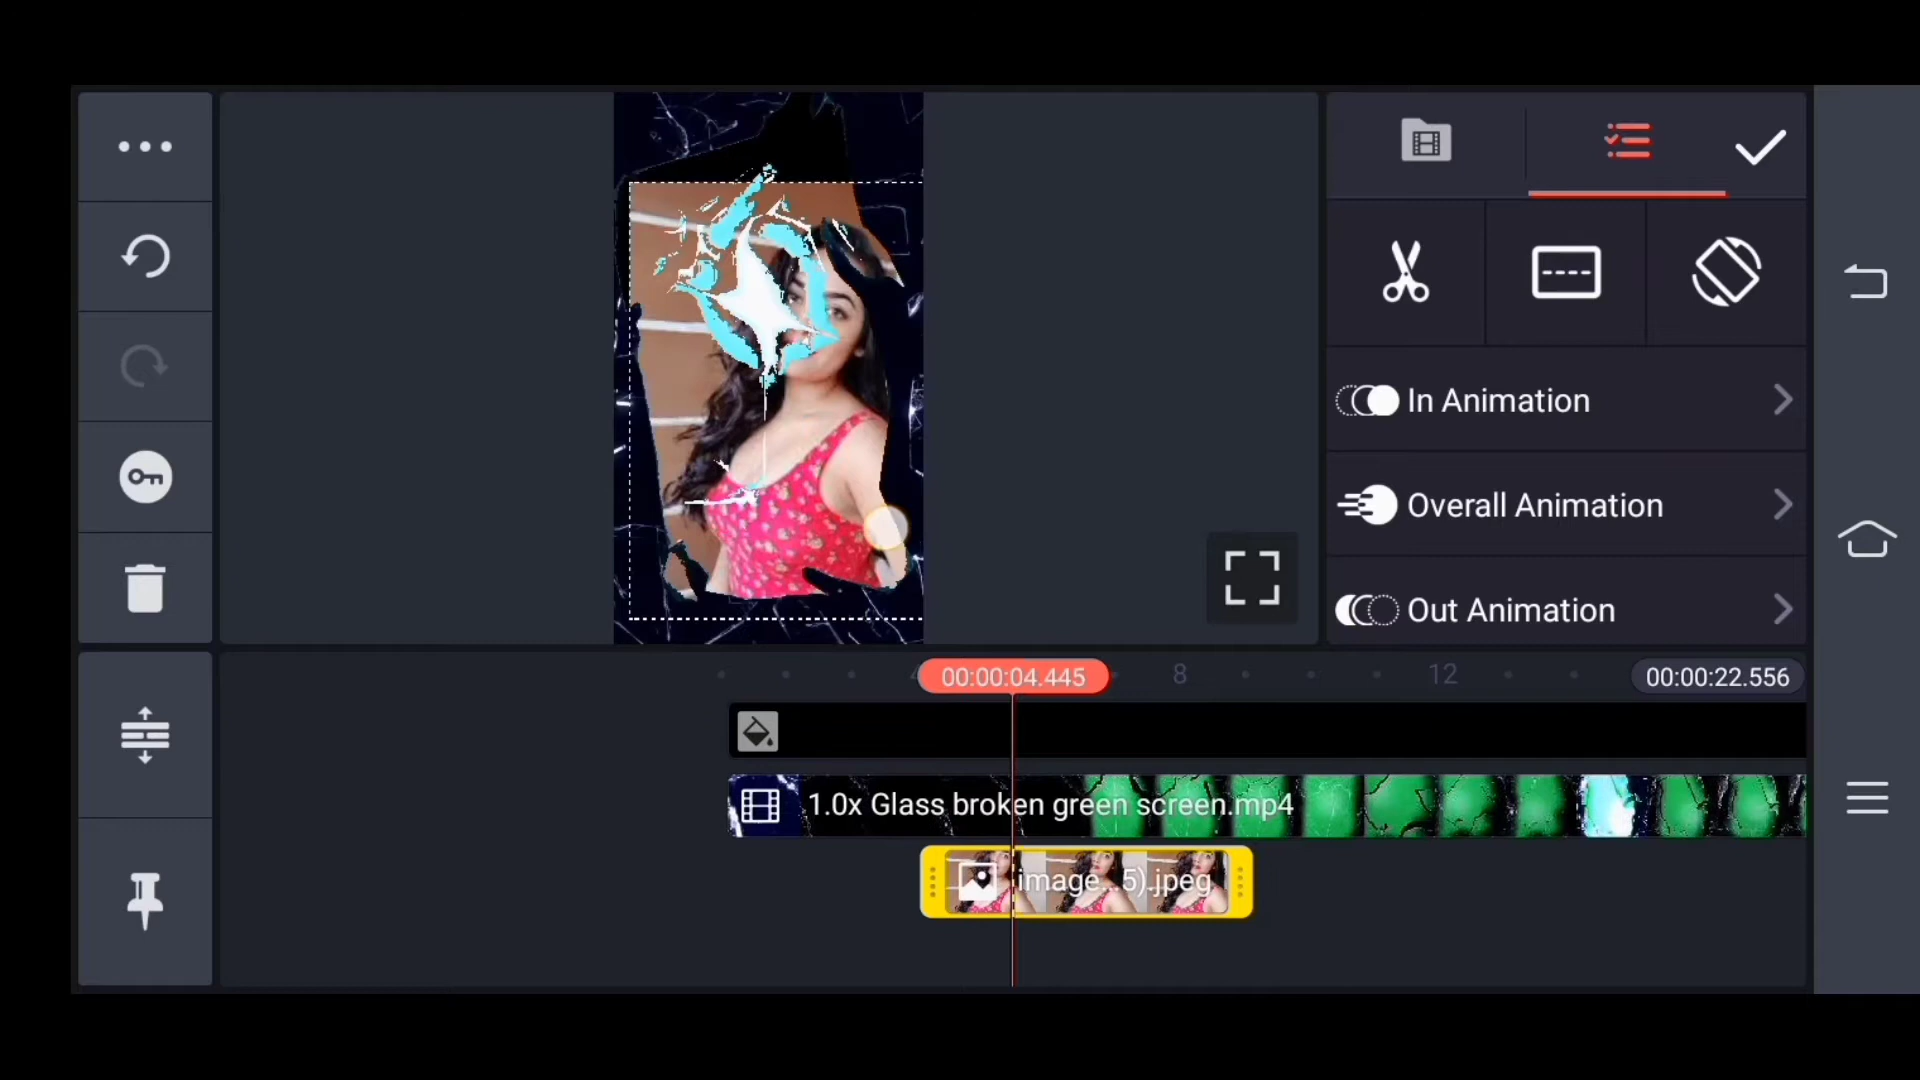 In Animation
Overall Animation
Out Animation
00:00:04.445
8
12
00:00:22.556
1.0x Glass broken green screen.mp4
image...5).jpeg